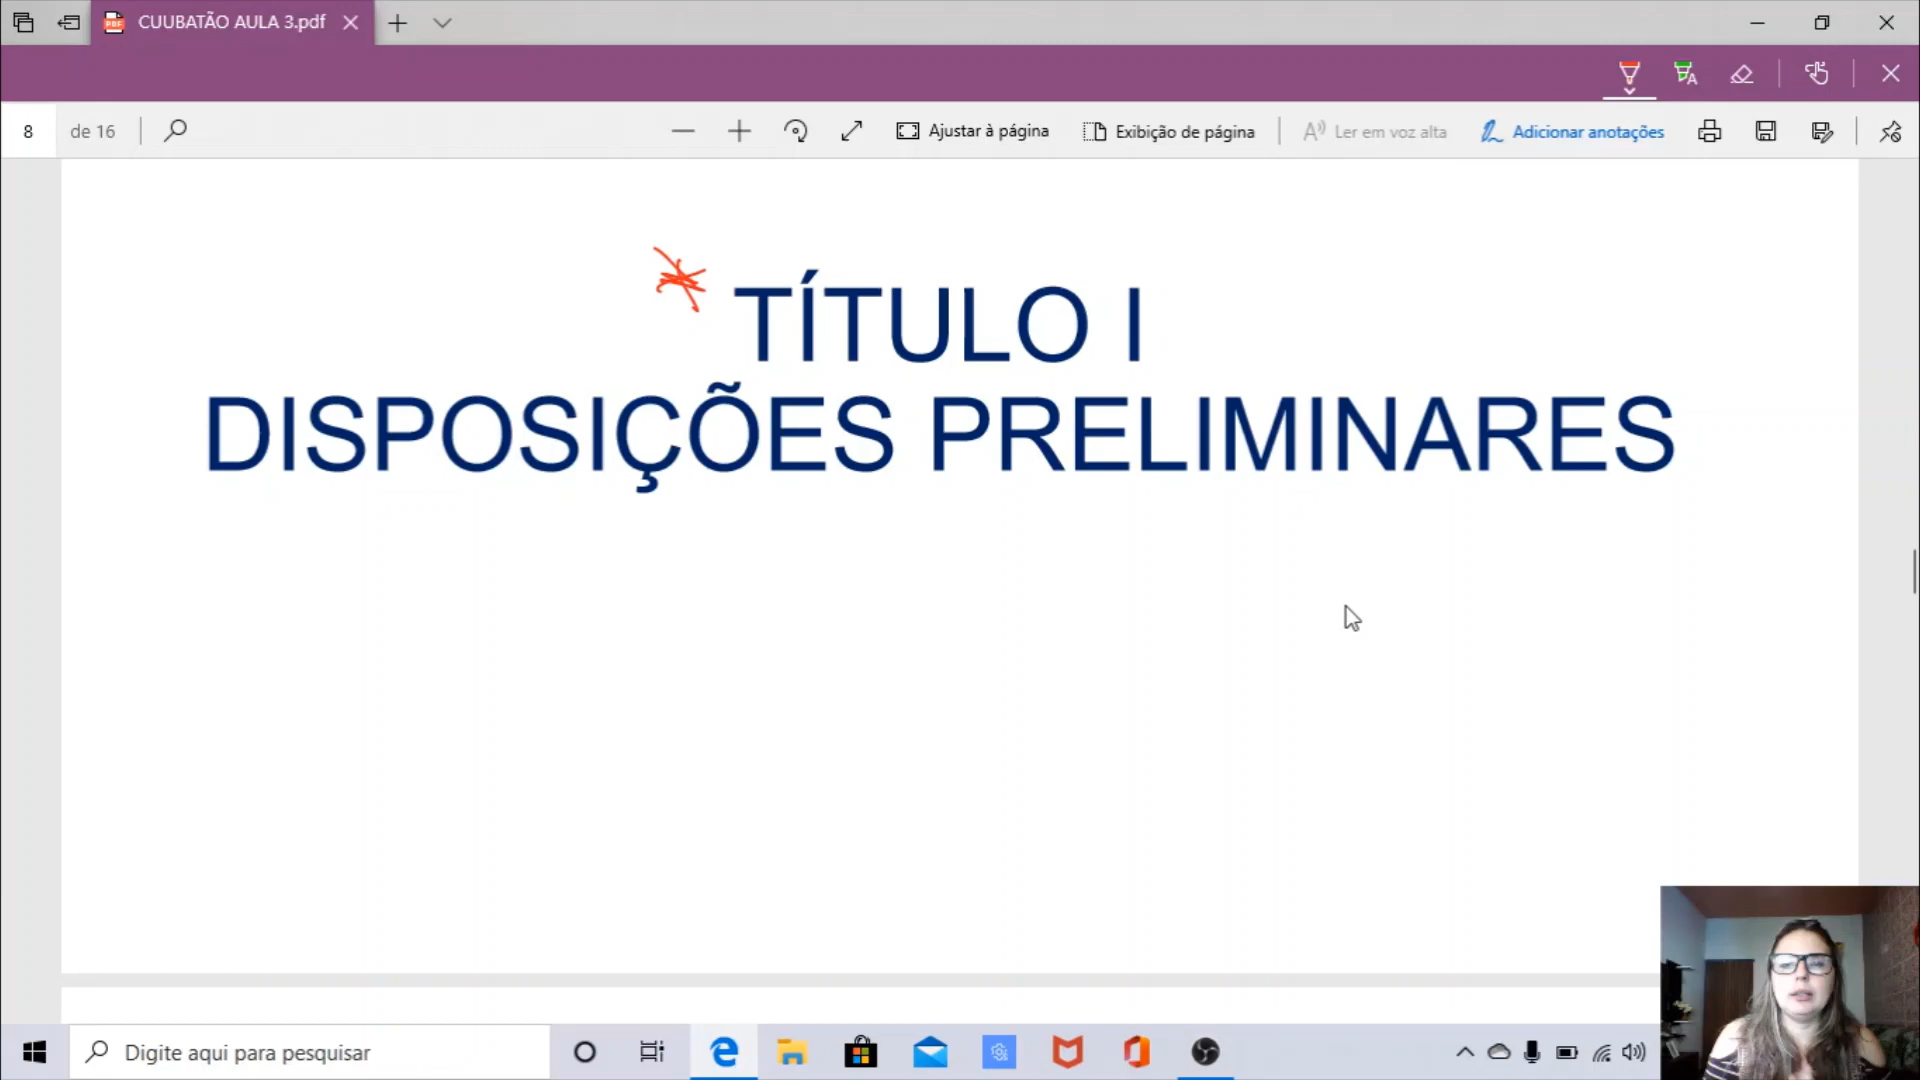 CUUBATÃO AULA 3.pdf
8 de 16
Ajustar à página
Exibição de página
A Ler em voz alta
Adicionar anotações
TÍTULO I
DISPOSIÇÕES PRELIMINARES
Digite aqui para pesquisar